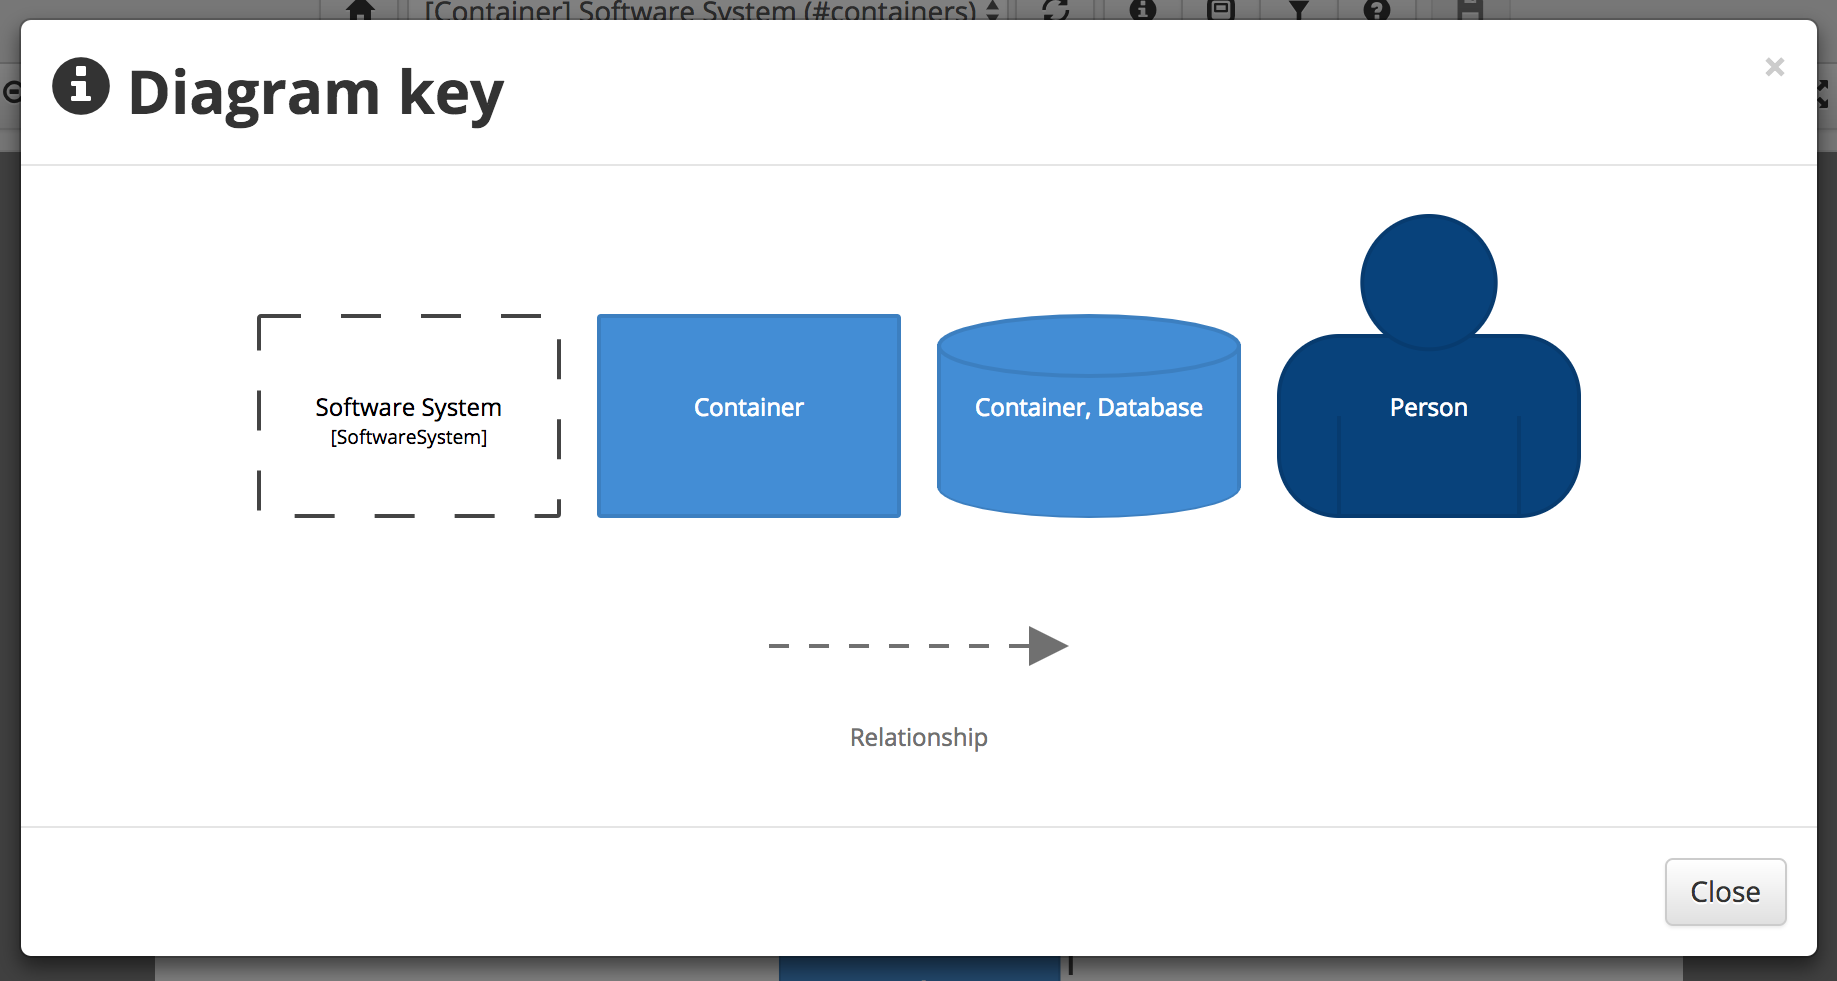 [Container] Software System (#containers)
Diagram key
×
Software System
[SoftwareSystem]
Container
Container, Database
Person
Relationship
Close